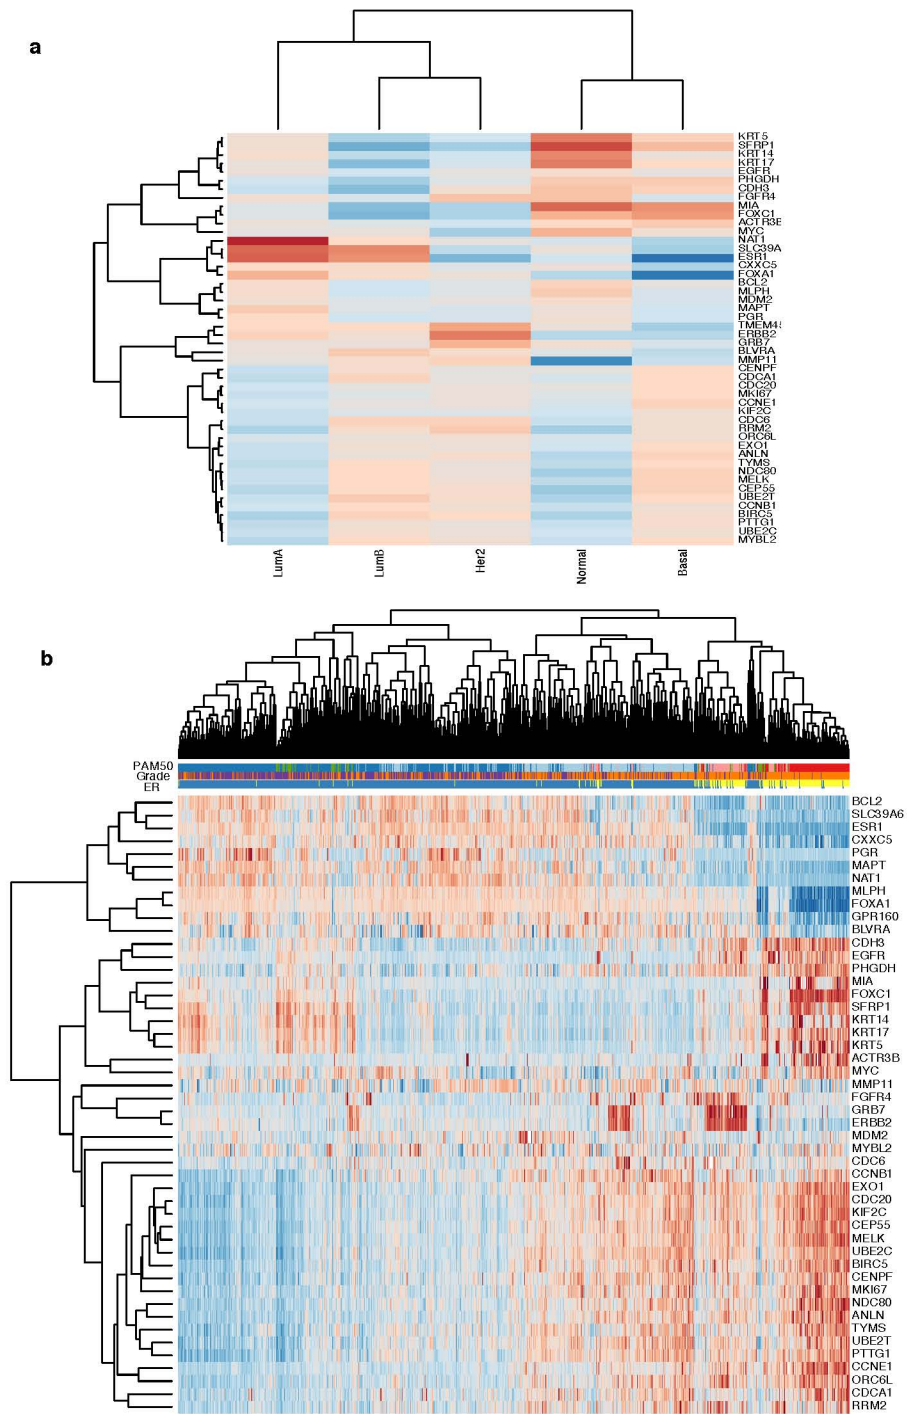 a
KRT5
SFRP1
KRT14
KRT17
EGFR
PHGDH
CDH3
FGFR4
MIA
FOXC1
ACTR3B
MYC
NAT1
SLC39A
ESR1
CXXC5
FOXA1
BCL2
MLPH
MDM2
MAPT
PGR
TMEM45
ERBB2
GRB7
BLVRA
MMP11
CENPF
CDCA1
CDC20
MKI67
CCNE1
KIF2C
CDC6
RRM2
ORC6L
EXO1
ANLN
TYMS
NDC80
MELK
CEP55
UBE2T
CCNB1
BIRC5
PTTG1
UBE2C
MYBL2
LumA
LumB
Her2
Normal
Basal
b
PAM50
Grade
ER
BCL2
SLC39A6
ESR1
CXXC5
PGR
MAPT
NAT1
MLPH
FOXA1
GPR160
BLVRA
CDH3
EGFR
PHGDH
MIA
FOXC1
SFRP1
KRT14
KRT17
KRT5
ACTR3B
MYC
MMP11
FGFR4
GRB7
ERBB2
MDM2
MYBL2
CDC6
CCNB1
EXO1
CDC20
KIF2C
CEP55
MELK
UBE2C
BIRC5
CENPF
MKI67
NDC80
ANLN
TYMS
UBE2T
PTTG1
CCNE1
ORC6L
CDCA1
RRM2